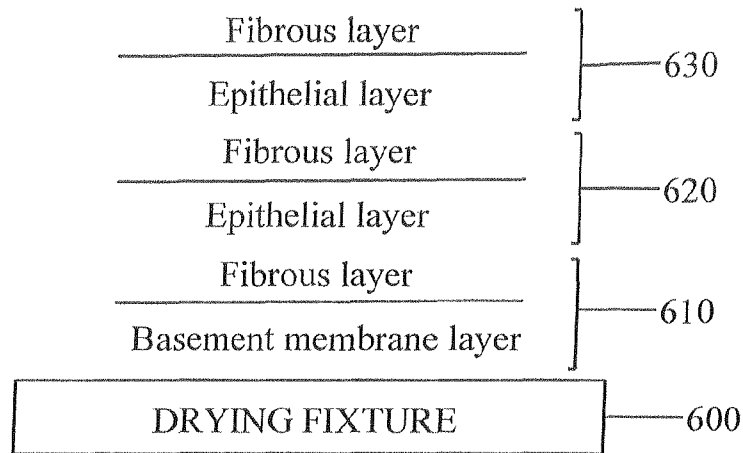 Fibrous layer
630
Epithelial layer
Fibrous layer
620
Epithelial layer
Fibrous layer
610
Basement membrane layer
DRYING FIXTURE
600